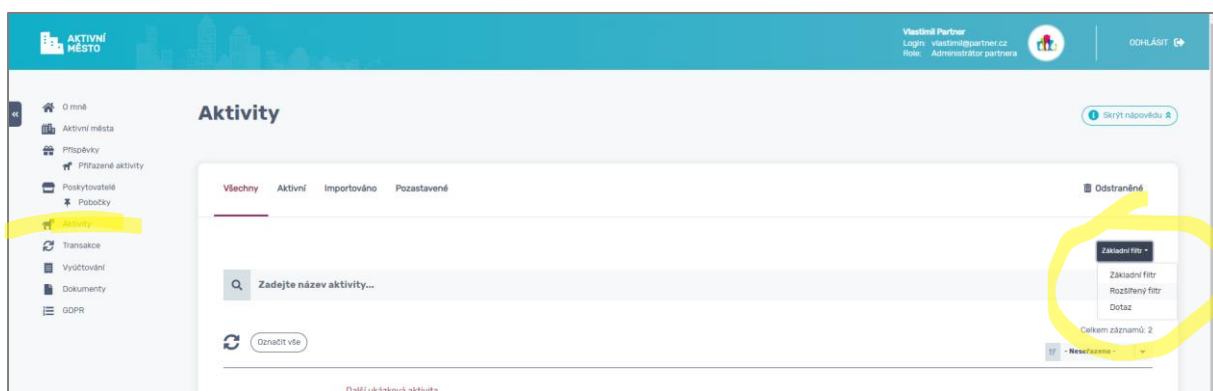 AKTIVNÍ
MĚSTO
Vlastimil Partner
Login: vlastimil@partner.cz
Role: Administrátor partnera
ODHLÁSIT
O mně
Aktivní města
Příspěvky
Přiřazené aktivity
Poskytovatelé
Pobočky
Aktivity
Transakce
Vyúčtování
Dokumenty
GDPR
Aktivity
Skrýt nápovědu
Všechny Aktivní Importováno Pozastavené
Odstraněné
Základní filtr
Základní filtr
Rozšířený filtr
Dotaz
Zadejte název aktivity...
Celkem záznamů: 2
Označit vše
- Neseřazeno -
Další ukázková aktivita